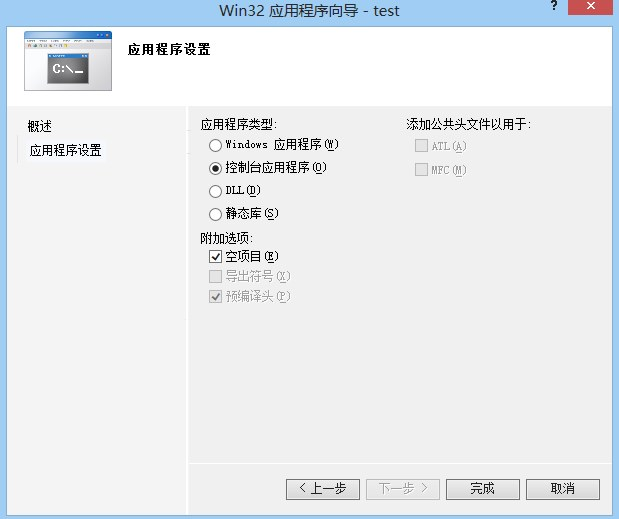 Win32 应用程序向导 - test
?
C:\_
应用程序设置
概述
应用程序设置
应用程序类型:
Windows 应用程序(W)
控制台应用程序(O)
DLL(D)
静态库(S)
附加选项:
空项目(E)
导出符号(X)
预编译头(P)
添加公共头文件以用于:
ATL(A)
MFC(M)
< 上一步
下一步 >
完成
取消